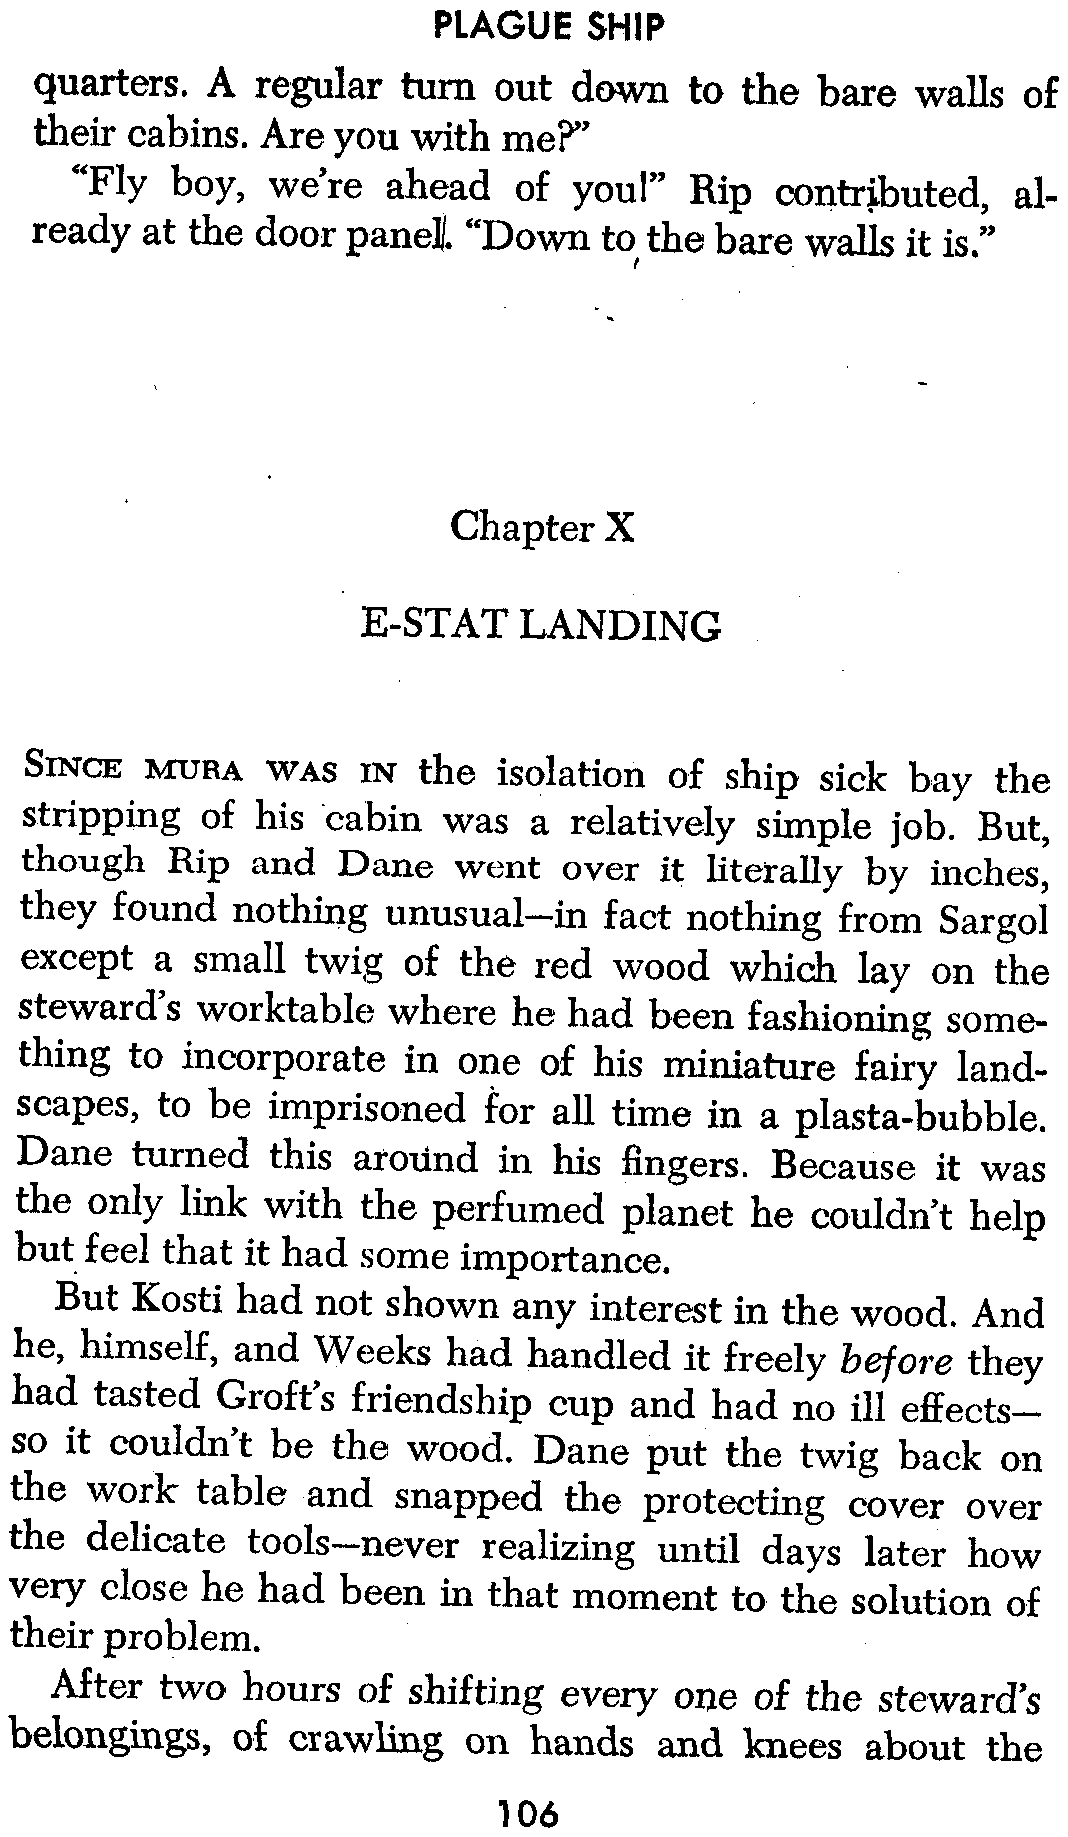 PLAGUE SHIP
quarters. A regular turn out down to the bare walls of
their cabins. Are you with me?”
“Fly boy, we’re ahead of you!” Rip contributed, al-
ready at the door panel. “Down to the bare walls it is.”
Chapter X
E-STAT LANDING
SINCE MURA WAS IN the isolation of ship sick bay the
stripping of his cabin was a relatively simple job. But,
though Rip and Dane went over it literally by inches,
they found nothing unusual—in fact nothing from Sargol
except a small twig of the red wood which lay on the
steward’s worktable where he had been fashioning some-
thing to incorporate in one of his miniature fairy land-
scapes, to be imprisoned for all time in a plasta-bubble.
Dane turned this around in his fingers. Because it was
the only link with the perfumed planet he couldn’t help
but feel that it had some importance.
But Kosti had not shown any interest in the wood. And
he, himself, and Weeks had handled it freely before they
had tasted Groft’s friendship cup and had no ill effects—
so it couldn’t be the wood. Dane put the twig back on
the work table and snapped the protecting cover over
the delicate tools—never realizing until days later how
very close he had been in that moment to the solution of
their problem.
After two hours of shifting every one of the steward’s
belongings, of crawling on hands and knees about the
106